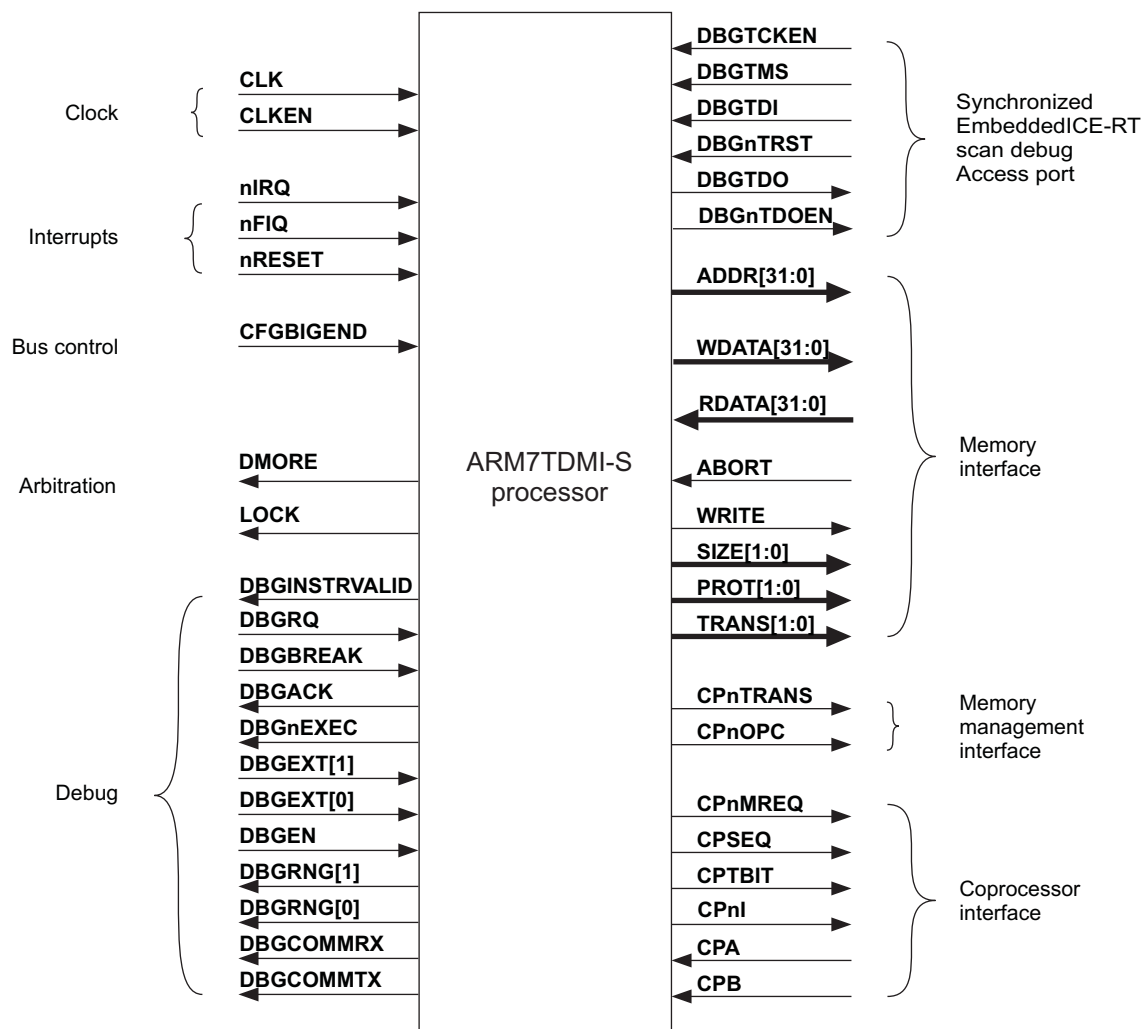 Clock
CLK
CLKEN
Interrupts
nIRQ
nFIQ
nRESET
Bus control
CFGBIGEND
Arbitration
DMORE
LOCK
Debug
DBGINSTRVALID
DBGRQ
DBGBREAK
DBGACK
DBGnEXEC
DBGEXT[1]
DBGEXT[0]
DBGEN
DBGRNG[1]
DBGRNG[0]
DBGCOMMRX
DBGCOMMTX
ARM7TDMI-S
processor
DBGTCKEN
DBGTMS
DBGTDI
DBGnTRST
DBGTDO
DBGnTDOEN
Synchronized
EmbeddedICE-RT
scan debug
Access port
ADDR[31:0]
WDATA[31:0]
RDATA[31:0]
ABORT
WRITE
SIZE[1:0]
PROT[1:0]
TRANS[1:0]
Memory
interface
CPnTRANS
CPnOPC
Memory
management
interface
CPnMREQ
CPSEQ
CPTBIT
CPnI
CPA
CPB
Coprocessor
interface